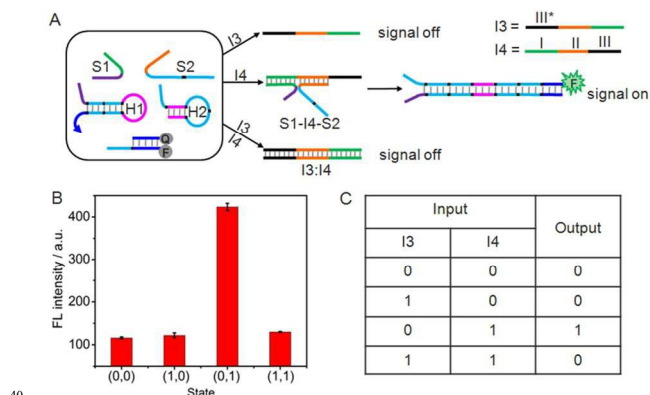 A
S1
S2
H1
H2
Q
F
I3
I4
I3
I4
signal off
S1-I4-S2
I3:I4
signal off
III*
I3 =
I4 =
I II III
F
signal on
B
FL intensity / a.u.
400
300
200
100
(0,0) (1,0) (0,1) (1,1)
State
C
Input Output
I3 I4
0 0 0
1 0 0
0 1 1
1 1 0